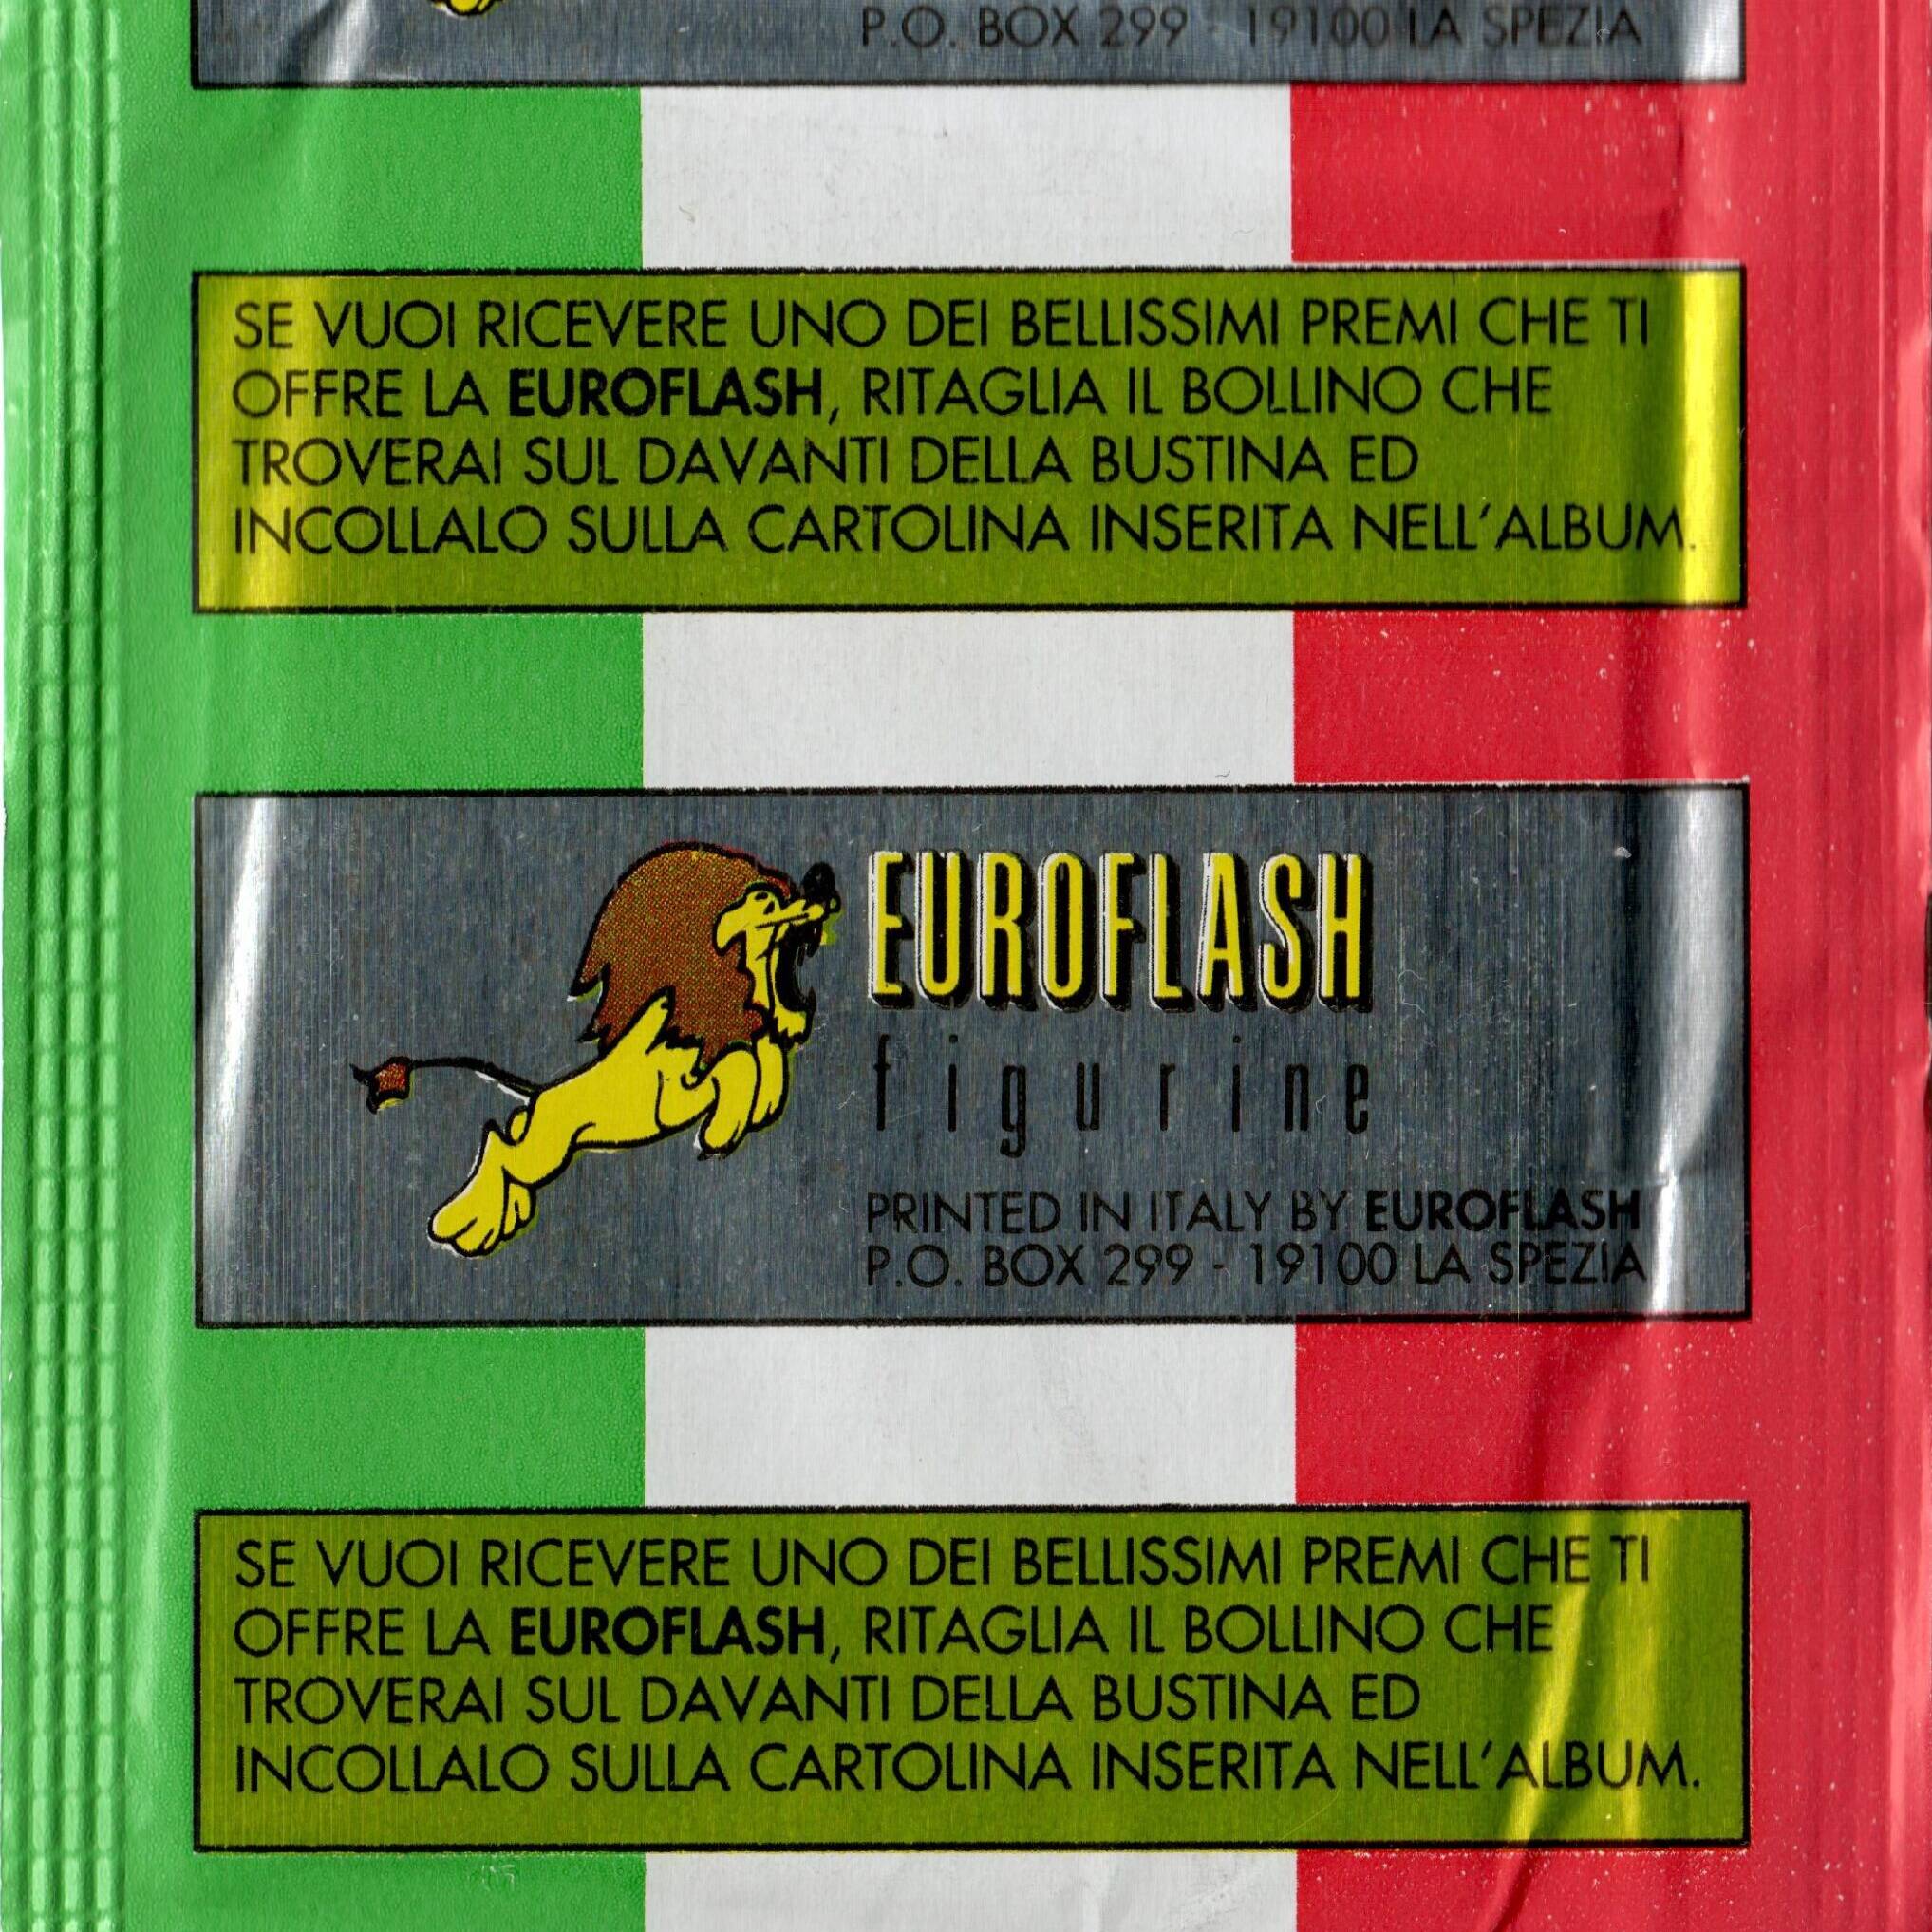 P.O. BOX 299 - 19100 LA SPEZIA
SE VUOI RICEVERE UNO DEI BELLISSIMI PREMI CHE TI
OFFRE LA EUROFLASH, RITAGLIA IL BOLLINO CHE
TROVERAI SUL DAVANTI DELLA BUSTINA ED
INCOLLALO SULLA CARTOLINA INSERITA NELL'ALBUM.
EUROFLASH
figurine
PRINTED IN ITALY BY EUROFLASH
P.O. BOX 299 - 19100 LA SPEZIA
SE VUOI RICEVERE UNO DEI BELLISSIMI PREMI CHE TI
OFFRE LA EUROFLASH, RITAGLIA IL BOLLINO CHE
TROVERAI SUL DAVANTI DELLA BUSTINA ED
INCOLLALO SULLA CARTOLINA INSERITA NELL'ALBUM.